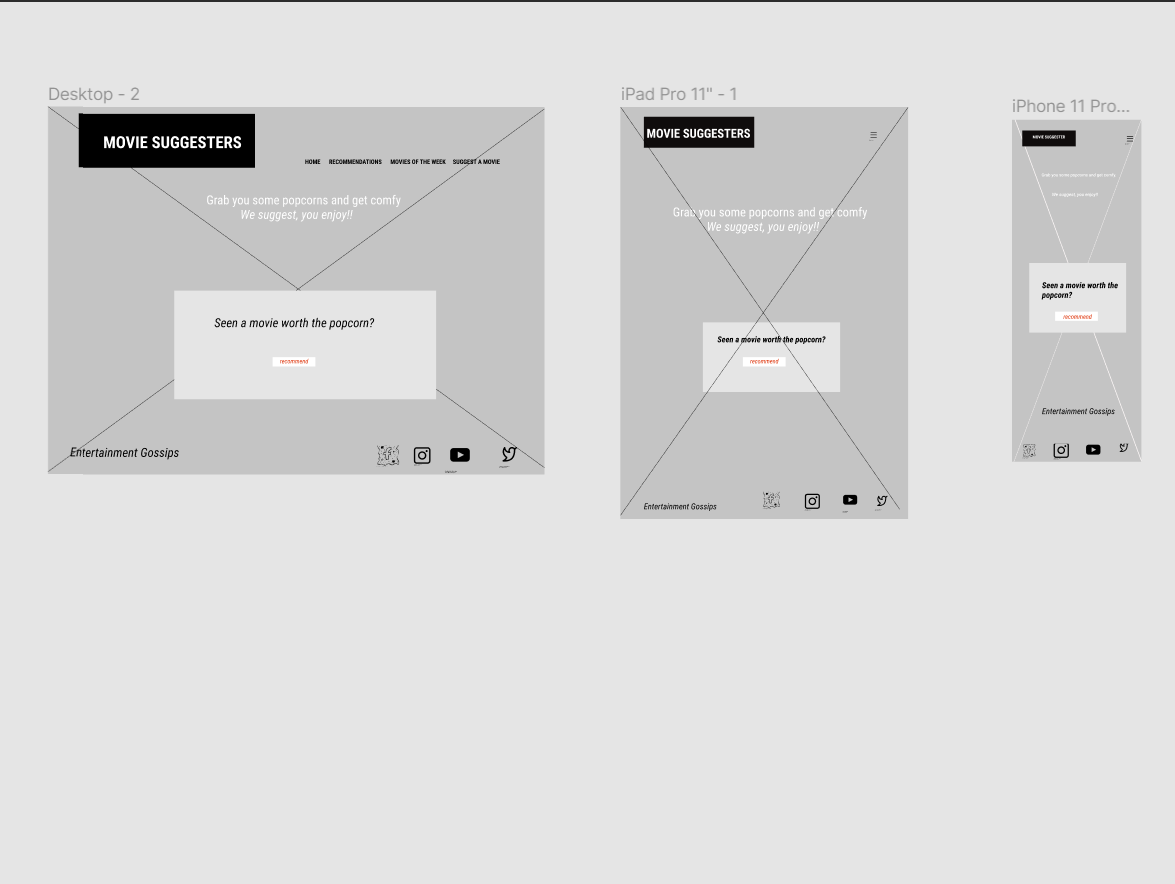 Desktop - 2
MOVIE SUGGESTERS
HOME RECOMMENDATIONS MOVIES OF THE WEEK SUGGEST A MOVIE
Grab you some popcorns and get comfy
We suggest, you enjoy!!
Seen a movie worth the popcorn?
recommend
Entertainment Gossips
iPad Pro 11" - 1
MOVIE SUGGESTERS
Grab you some popcorns and get comfy
We suggest, you enjoy!!
Seen a movie worth the popcorn?
recommend
Entertainment Gossips
iPhone 11 Pro...
MOVIE SUGGESTER
Grab you some popcorns and get comfy
We suggest, you enjoy!!
Seen a movie worth the
popcorn?
recommend
Entertainment Gossips